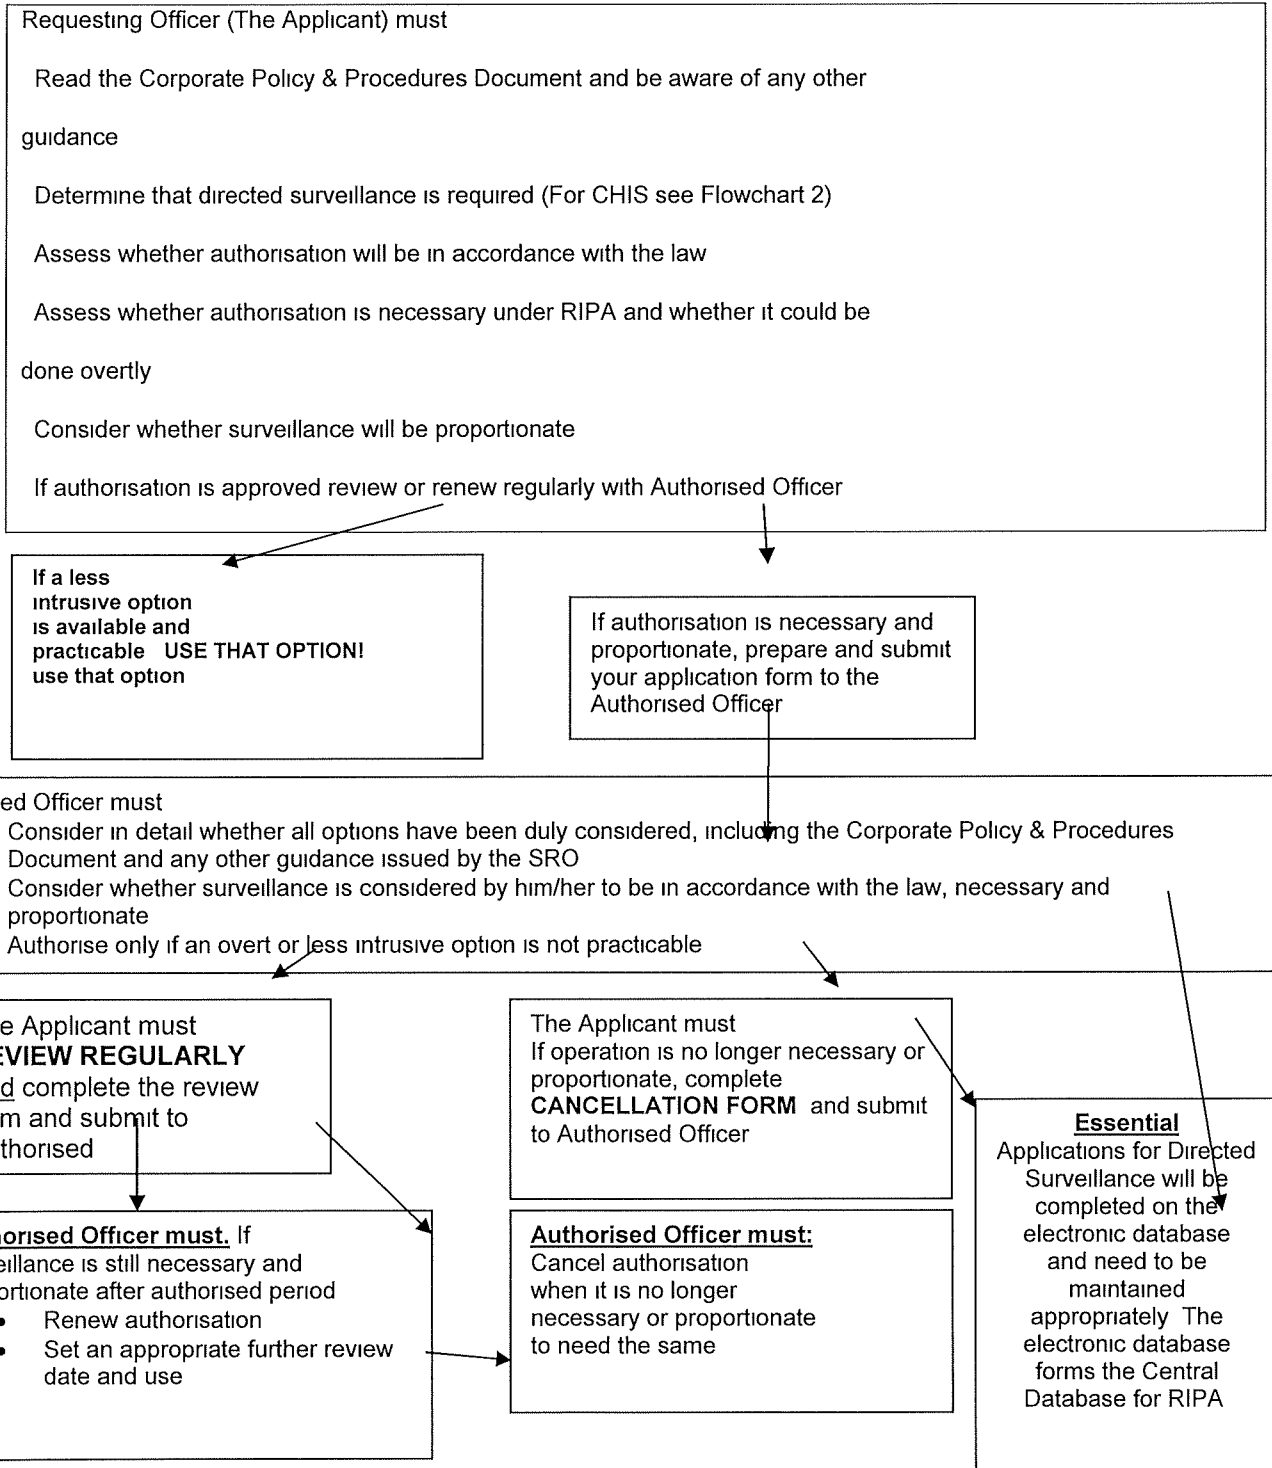 Requesting Officer (The Applicant) must
Read the Corporate Policy & Procedures Document and be aware of any other
guidance
Determine that directed surveillance is required (For CHIS see Flowchart 2)
Assess whether authorisation will be in accordance with the law
Assess whether authorisation is necessary under RIPA and whether it could be
done overtly
Consider whether surveillance will be proportionate
If authorisation is approved review or renew regularly with Authorised Officer
If a less
intrusive option
is available and
practicable USE THAT OPTION!
use that option
If authorisation is necessary and
proportionate, prepare and submit
your application form to the
Authorised Officer
ed Officer must
Consider in detail whether all options have been duly considered, including the Corporate Policy & Procedures
Document and any other guidance issued by the SRO
Consider whether surveillance is considered by him/her to be in accordance with the law, necessary and
proportionate
Authorise only if an overt or less intrusive option is not practicable
e Applicant must
EVIEW REGULARLY
d complete the review
m and submit to
thorised
The Applicant must
If operation is no longer necessary or
proportionate, complete
CANCELLATION FORM and submit
to Authorised Officer
orised Officer must. If
eillance is still necessary and
ortionate after authorised period
• Renew authorisation
• Set an appropriate further review
date and use
Authorised Officer must:
Cancel authorisation
when it is no longer
necessary or proportionate
to need the same
Essential
Applications for Directed
Surveillance will be
completed on the
electronic database
and need to be
maintained
appropriately The
electronic database
forms the Central
Database for RIPA